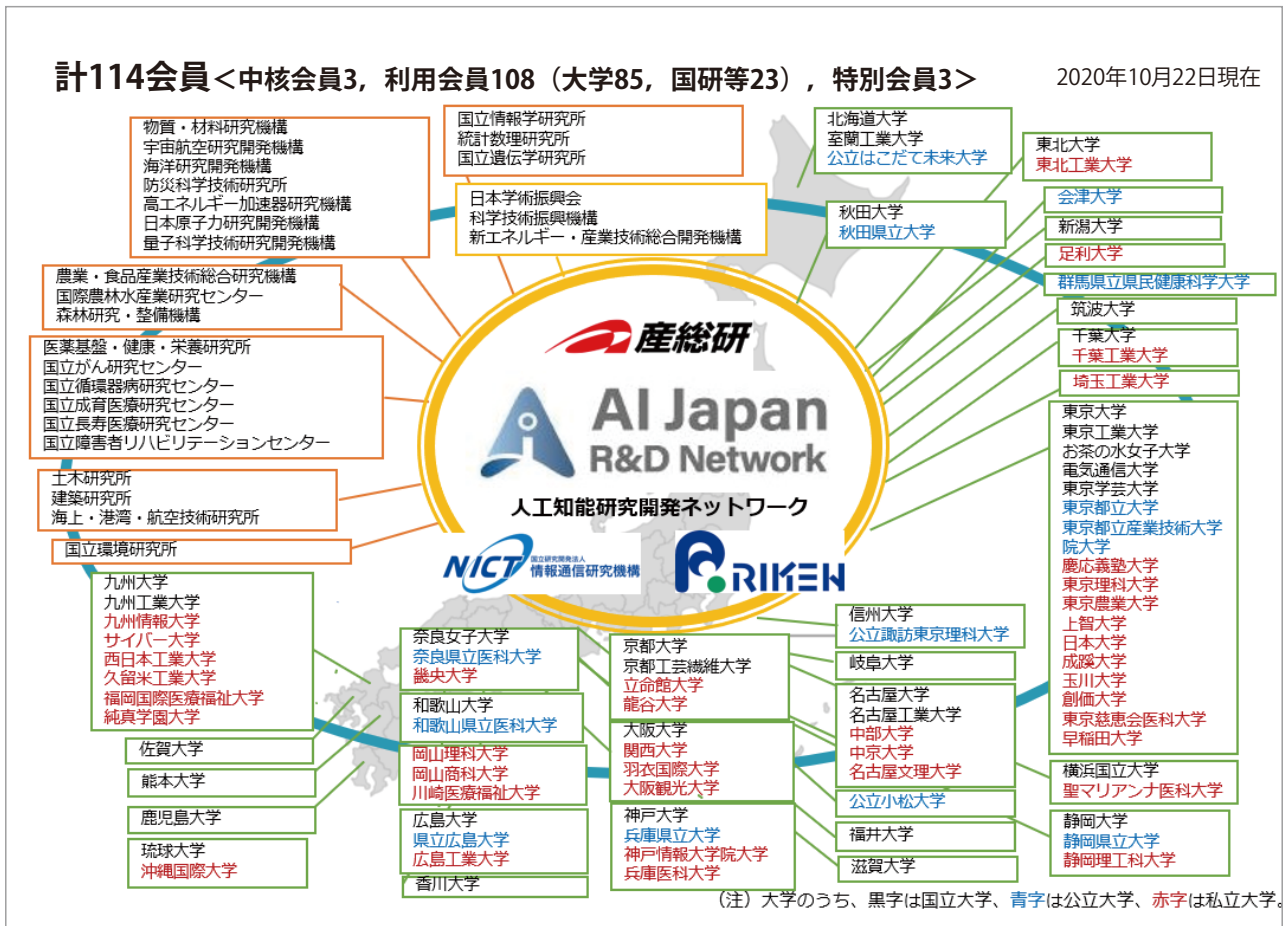 計114会員<中核会員3，利用会員108（大学85，国研等23），特別会員3>
2020年10月22日現在
物質・材料研究機構
宇宙航空研究開発機構
海洋研究開発機構
防災科学技術研究所
高エネルギー加速器研究機構
日本原子力研究開発機構
量子科学技術研究開発機構
国立情報学研究所
統計数理研究所
国立遺伝学研究所
日本学術振興会
科学技術振興機構
新エネルギー・産業技術総合開発機構
北海道大学
室蘭工業大学
公立はこだて未来大学
秋田大学
秋田県立大学
東北大学
東北工業大学
会津大学
新潟大学
足利大学
群馬県立県民健康科学大学
筑波大学
千葉大学
千葉工業大学
埼玉工業大学
農業・食品産業技術総合研究機構
国際農林水産業研究センター
森林研究・整備機構
医薬基盤・健康・栄養研究所
国立がん研究センター
国立循環器病研究センター
国立成育医療研究センター
国立長寿医療研究センター
国立障害者リハビリテーションセンター
土木研究所
建築研究所
海上・港湾・航空技術研究所
国立環境研究所
産総研
AI Japan
R&D Network
人工知能研究開発ネットワーク
NICT
国立研究開発法人
情報通信研究機構
RIKEN
東京大学
東京工業大学
お茶の水女子大学
電気通信大学
東京学芸大学
東京都立大学
東京都立産業技術大学
院大学
慶応義塾大学
東京理科大学
東京農業大学
上智大学
日本大学
成蹊大学
玉川大学
創価大学
東京慈恵会医科大学
早稲田大学
九州大学
九州工業大学
九州情報大学
サイバー大学
西日本工業大学
久留米工業大学
福岡国際医療福祉大学
純真学園大学
佐賀大学
熊本大学
鹿児島大学
琉球大学
沖縄国際大学
奈良女子大学
奈良県立医科大学
畿央大学
和歌山大学
和歌山県立医科大学
岡山理科大学
岡山商科大学
川崎医療福祉大学
広島大学
県立広島大学
広島工業大学
香川大学
京都大学
京都工芸繊維大学
立命館大学
龍谷大学
大阪大学
関西大学
羽衣国際大学
大阪観光大学
神戸大学
兵庫県立大学
神戸情報大学院大学
兵庫医科大学
信州大学
公立諏訪東京理科大学
岐阜大学
名古屋大学
名古屋工業大学
中部大学
中京大学
名古屋文理大学
公立小松大学
福井大学
滋賀大学
横浜国立大学
聖マリアンナ医科大学
静岡大学
静岡県立大学
静岡理工科大学
（注）大学のうち、黒字は国立大学、青字は公立大学、赤字は私立大学。